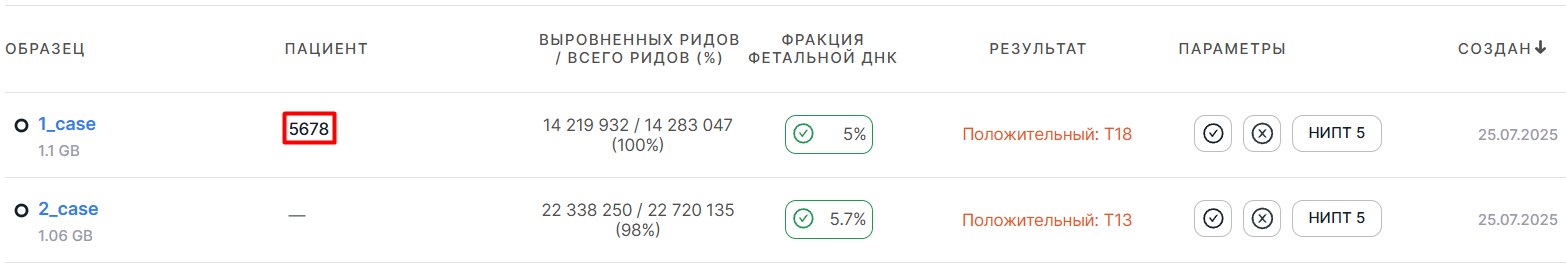 ОБРАЗЕЦ
ПАЦИЕНТ
ВЫРОВНЕННЫХ РИДОВ
/ ВСЕГО РИДОВ (%)
ФРАКЦИЯ
ФЕТАЛЬНОЙ ДНК
РЕЗУЛЬТАТ
ПАРАМЕТРЫ
СОЗДАН
1_case
1.1 GB
5678
14 219 932 / 14 283 047
(100%)
5%
Положительный: T18
НИПТ 5
25.07.2025
2_case
1.06 GB
—
22 338 250 / 22 720 135
(98%)
5.7%
Положительный: T13
НИПТ 5
25.07.2025